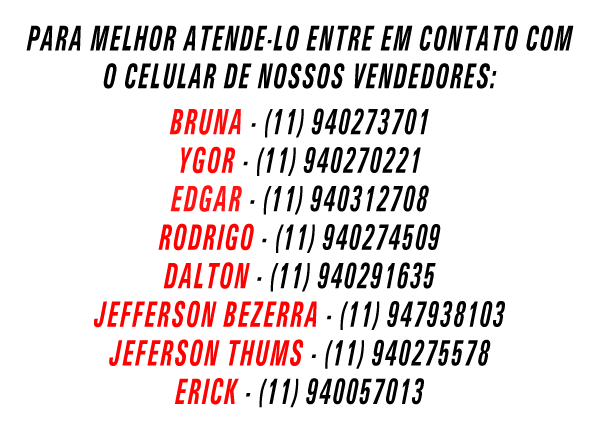 PARA MELHOR ATENDE-LO ENTRE EM CONTATO COM
O CELULAR DE NOSSOS VENDEDORES:
BRUNA - (11) 940273701
YGOR - (11) 940270221
EDGAR - (11) 940312708
RODRIGO - (11) 940274509
DALTON - (11) 940291635
JEFFERSON BEZERRA - (11) 947938103
JEFERSON THUMS - (11) 940275578
ERICK - (11) 940057013